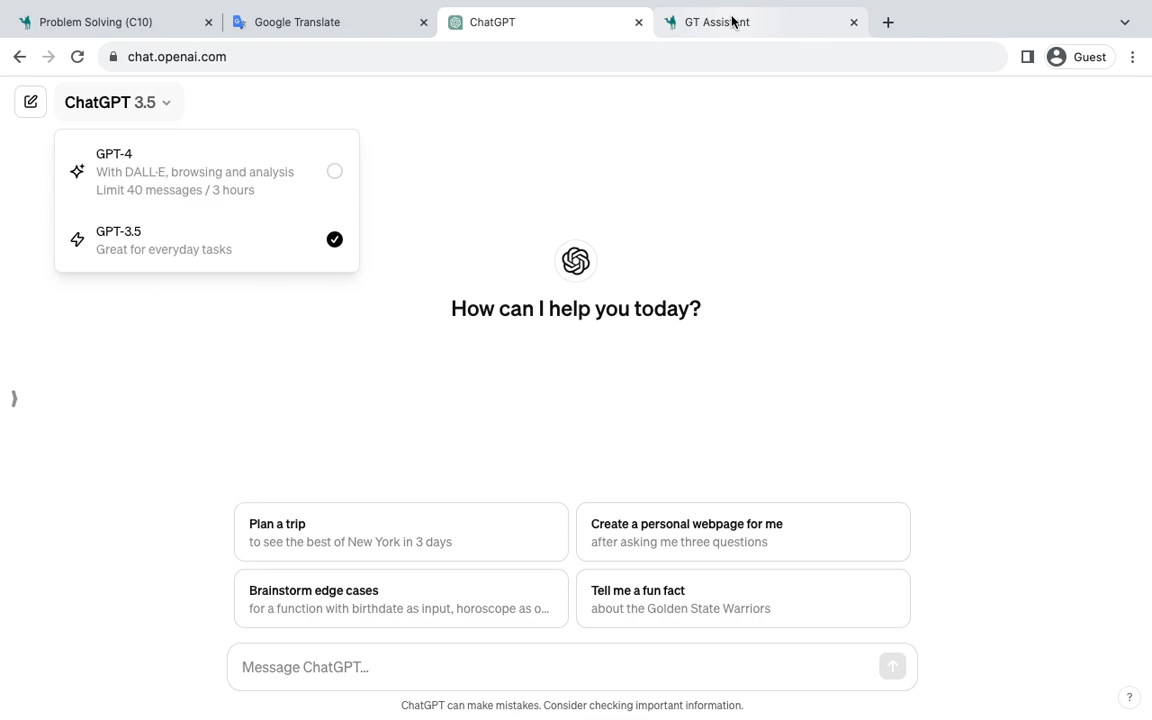 Problem Solving (C10)
Google Translate
ChatGPT
GT Assistant
chat.openai.com
Guest
ChatGPT 3.5
GPT-4
With DALL·E, browsing and analysis
Limit 40 messages / 3 hours
GPT-3.5
Great for everyday tasks
How can I help you today?
Plan a trip
to see the best of New York in 3 days
Create a personal webpage for me
after asking me three questions
Brainstorm edge cases
for a function with birthdate as input, horoscope as o...
Tell me a fun fact
about the Golden State Warriors
Message ChatGPT...
ChatGPT can make mistakes. Consider checking important information.
?